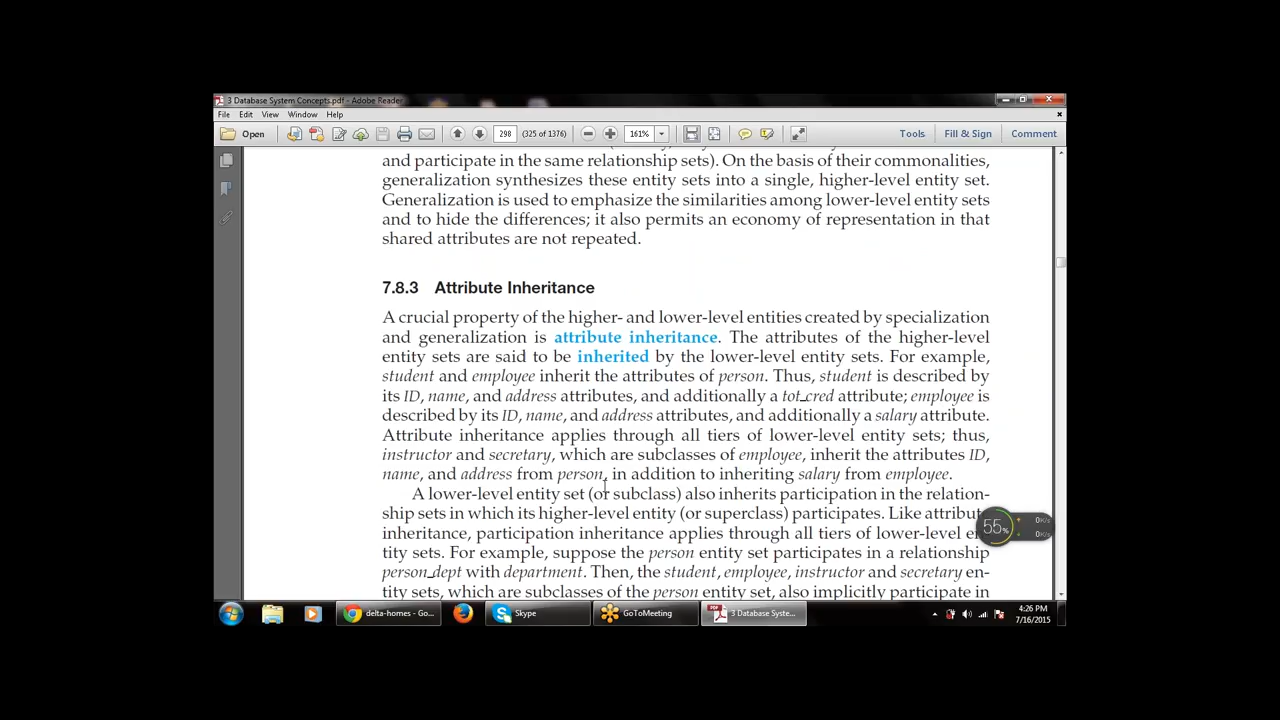 3 Database System Concepts.pdf - Adobe Reader
File Edit View Window Help
Open 298 (325 of 1376) 161% Tools Fill & Sign Comment
and participate in the same relationship sets). On the basis of their commonalities,
generalization synthesizes these entity sets into a single, higher-level entity set.
Generalization is used to emphasize the similarities among lower-level entity sets
and to hide the differences; it also permits an economy of representation in that
shared attributes are not repeated.
7.8.3 Attribute Inheritance
A crucial property of the higher- and lower-level entities created by specialization
and generalization is attribute inheritance. The attributes of the higher-level
entity sets are said to be inherited by the lower-level entity sets. For example,
student and employee inherit the attributes of person. Thus, student is described by
its ID, name, and address attributes, and additionally a tot_cred attribute; employee is
described by its ID, name, and address attributes, and additionally a salary attribute.
Attribute inheritance applies through all tiers of lower-level entity sets; thus,
instructor and secretary, which are subclasses of employee, inherit the attributes ID,
name, and address from person, in addition to inheriting salary from employee.
A lower-level entity set (or subclass) also inherits participation in the relation-
ship sets in which its higher-level entity (or superclass) participates. Like attribute
inheritance, participation inheritance applies through all tiers of lower-level en-
tity sets. For example, suppose the person entity set participates in a relationship
person_dept with department. Then, the student, employee, instructor and secretary en-
tity sets, which are subclasses of the person entity set, also implicitly participate in
55%
0K/s
0K/s
delta-homes - Go... Skype GoToMeeting 3 Database Syste...
4:26 PM
7/16/2015